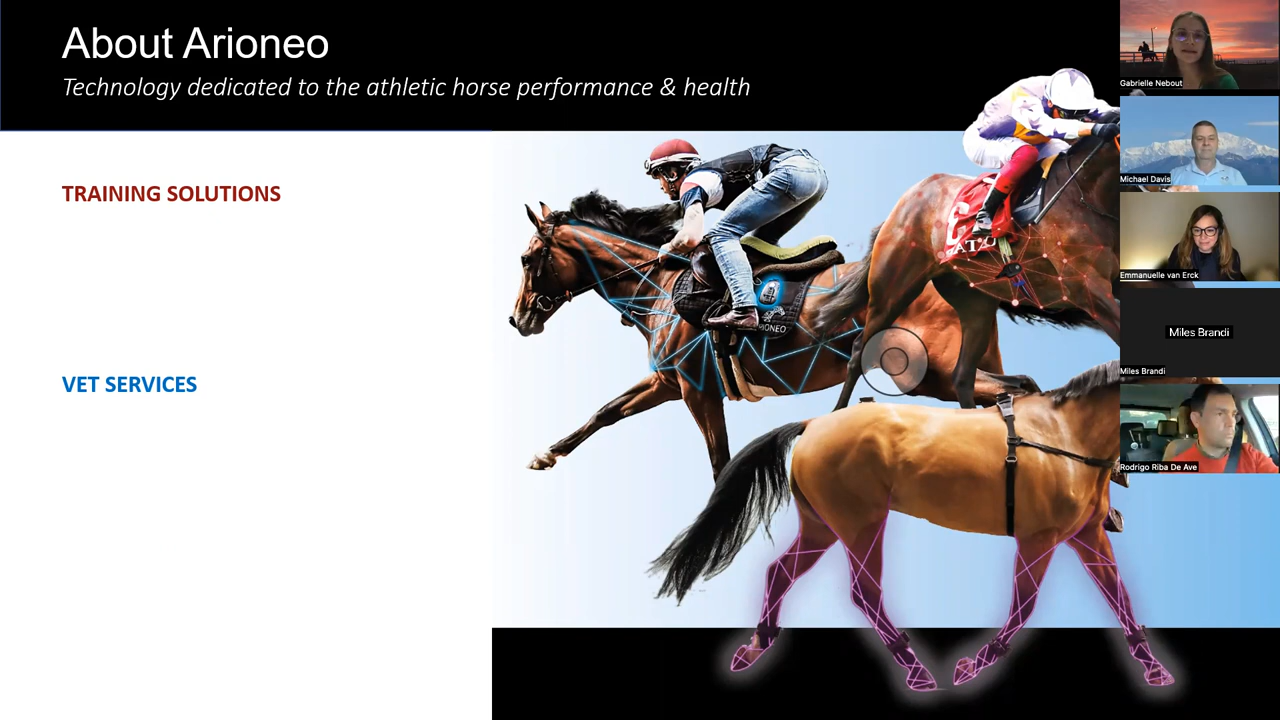 About Arioneo
Technology dedicated to the athletic horse performance & health
TRAINING SOLUTIONS
VET SERVICES
Gabrielle Nebout
Michael Davis
Emmanuelle van Erck
Miles Brandi
Miles Brandi
Rodrigo Riba De Ave